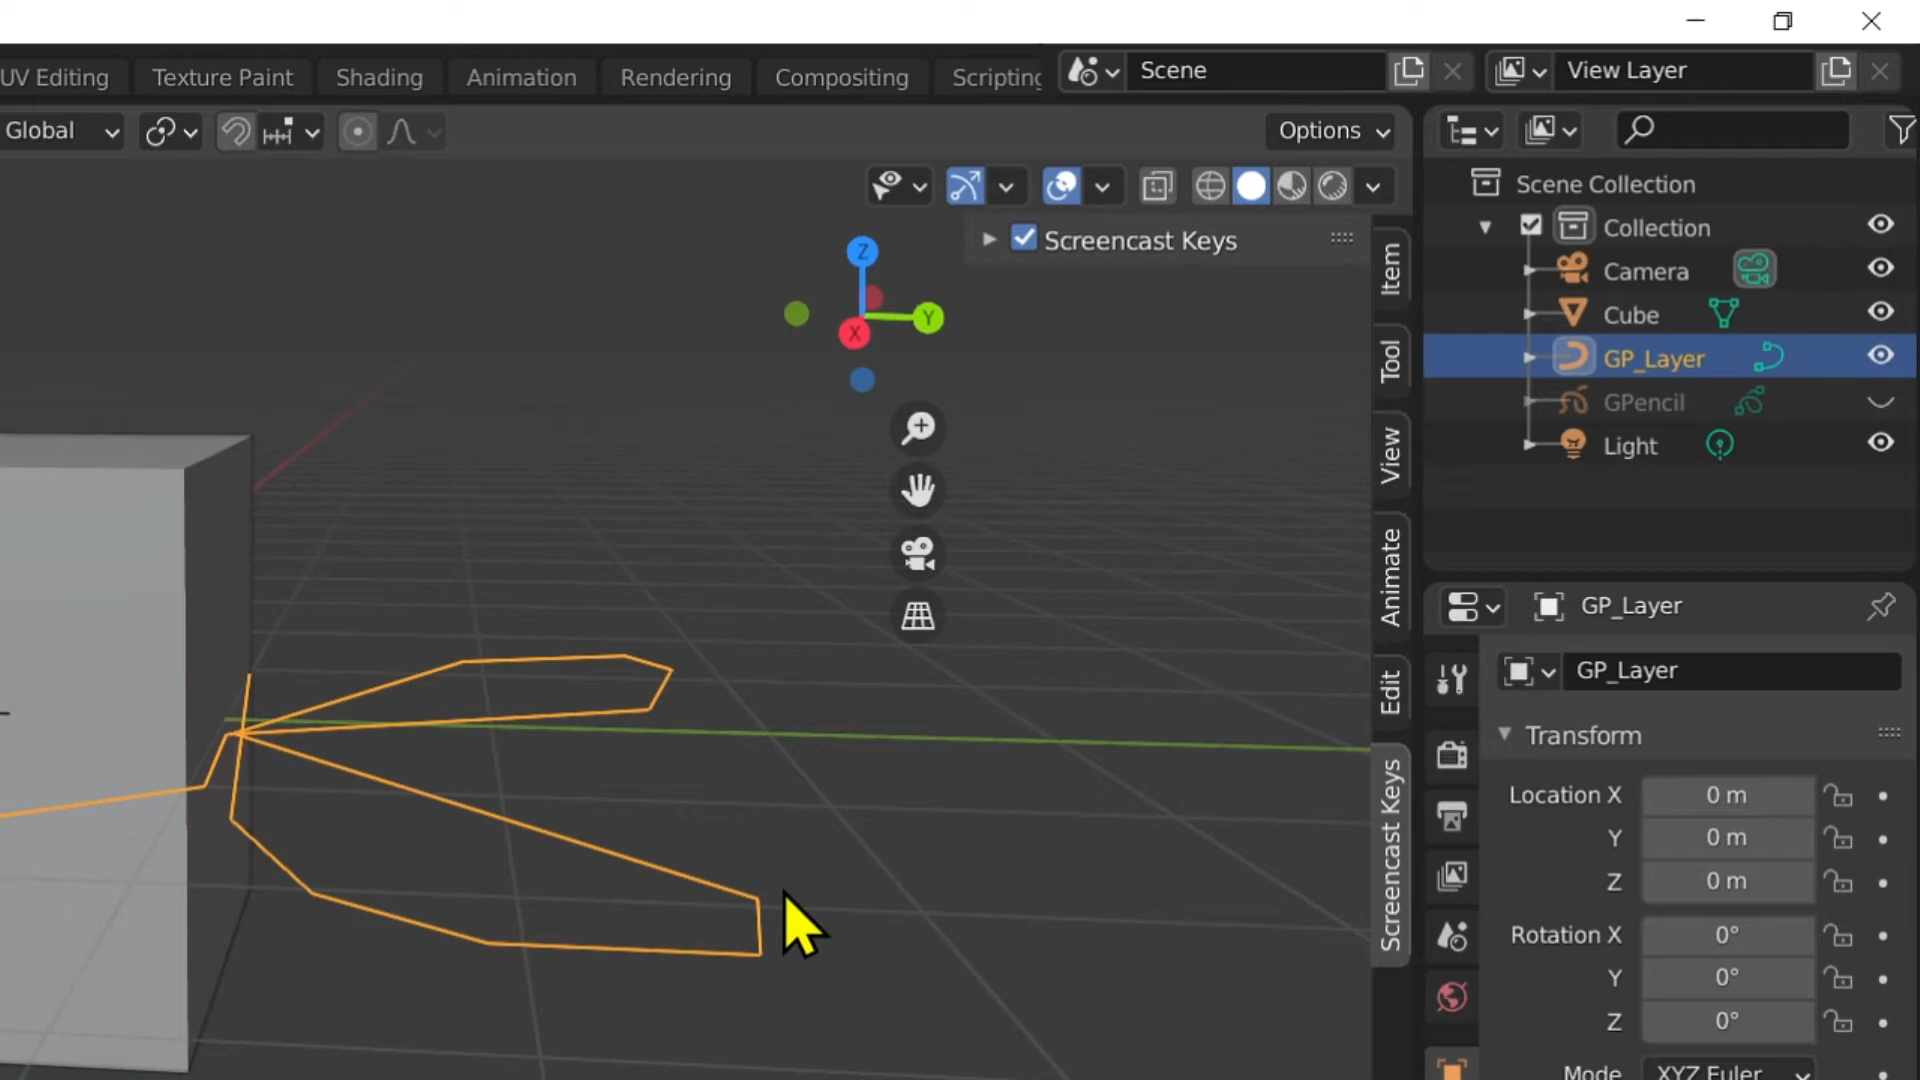 UV Editing Texture Paint Shading Animation Rendering Compositing Scripting Scene View Layer
Global Options
Scene Collection
Z
Screencast Keys
Collection
Camera
Y
X
Cube
GP_Layer
GPencil
Light
Item
Tool
View
Animate
Edit
Screencast Keys
GP_Layer
GP_Layer
Transform
Location X 0 m
Y 0 m
Z 0 m
Rotation X 0°
Y 0°
Z 0°
Mode XYZ Euler